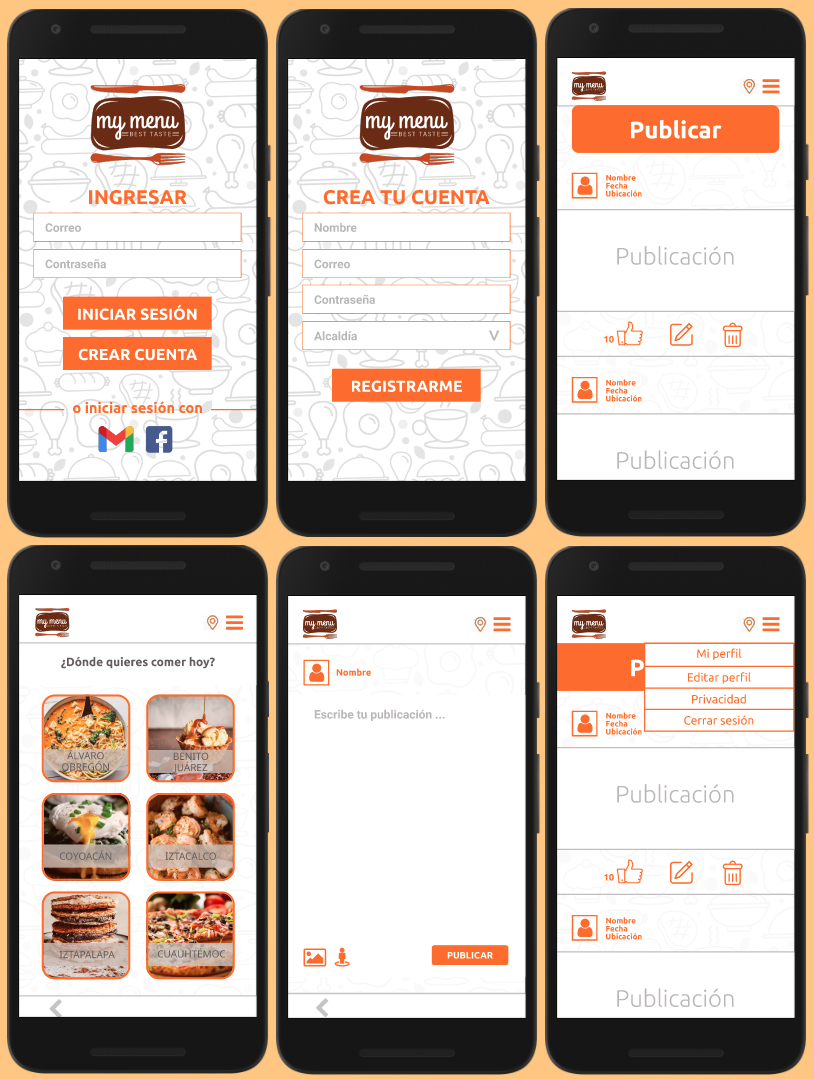 my menu
BEST TASTE
INGRESAR
Correo
Contraseña
INICIAR SESIÓN
CREAR CUENTA
o iniciar sesión con
my menu
BEST TASTE
CREA TU CUENTA
Nombre
Correo
Contraseña
Alcaldía
REGISTRARME
my menu
Publicar
Nombre
Fecha
Ubicación
Publicación
10
Nombre
Fecha
Ubicación
Publicación
my menu
¿Dónde quieres comer hoy?
ÁLVARO
OBREGÓN
BENITO
JUÁREZ
COYOACÁN
IZTACALCO
IZTAPALAPA
CUAUHTÉMOC
my menu
Nombre
Escribe tu publicación ...
PUBLICAR
my menu
P
Mi perfil
Editar perfil
Privacidad
Cerrar sesión
Nombre
Fecha
Ubicación
Publicación
10
Nombre
Fecha
Ubicación
Publicación